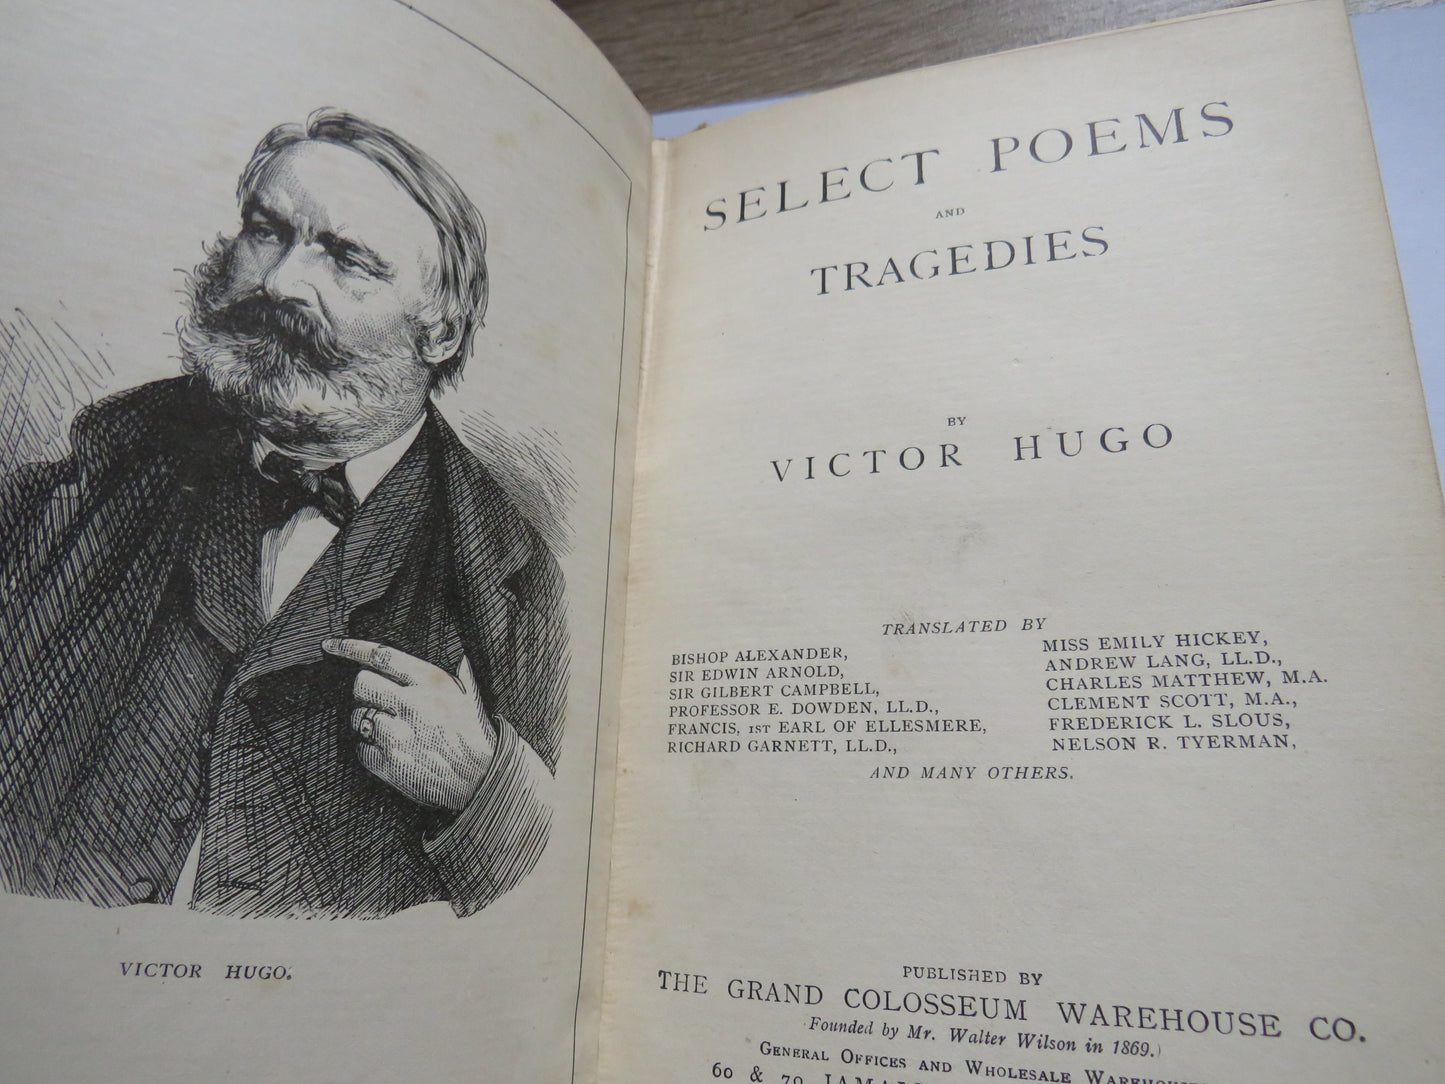 VICTOR HUGO.
SELECT POEMS
AND
TRAGEDIES
BY
VICTOR HUGO
TRANSLATED BY
BISHOP ALEXANDER,
SIR EDWIN ARNOLD,
SIR GILBERT CAMPBELL,
PROFESSOR E. DOWDEN, LL.D.,
FRANCIS, 1ST EARL OF ELLESMERE,
RICHARD GARNETT, LL.D.,
MISS EMILY HICKEY,
ANDREW LANG, LL.D.,
CHARLES MATTHEW, M.A.
CLEMENT SCOTT, M.A.,
FREDERICK L. SLOUS,
NELSON R. TYERMAN,
AND MANY OTHERS.
PUBLISHED BY
THE GRAND COLOSSEUM WAREHOUSE CO.
Founded by Mr. Walter Wilson in 1869.)
GENERAL OFFICES AND WHOLESALE
60 & 70